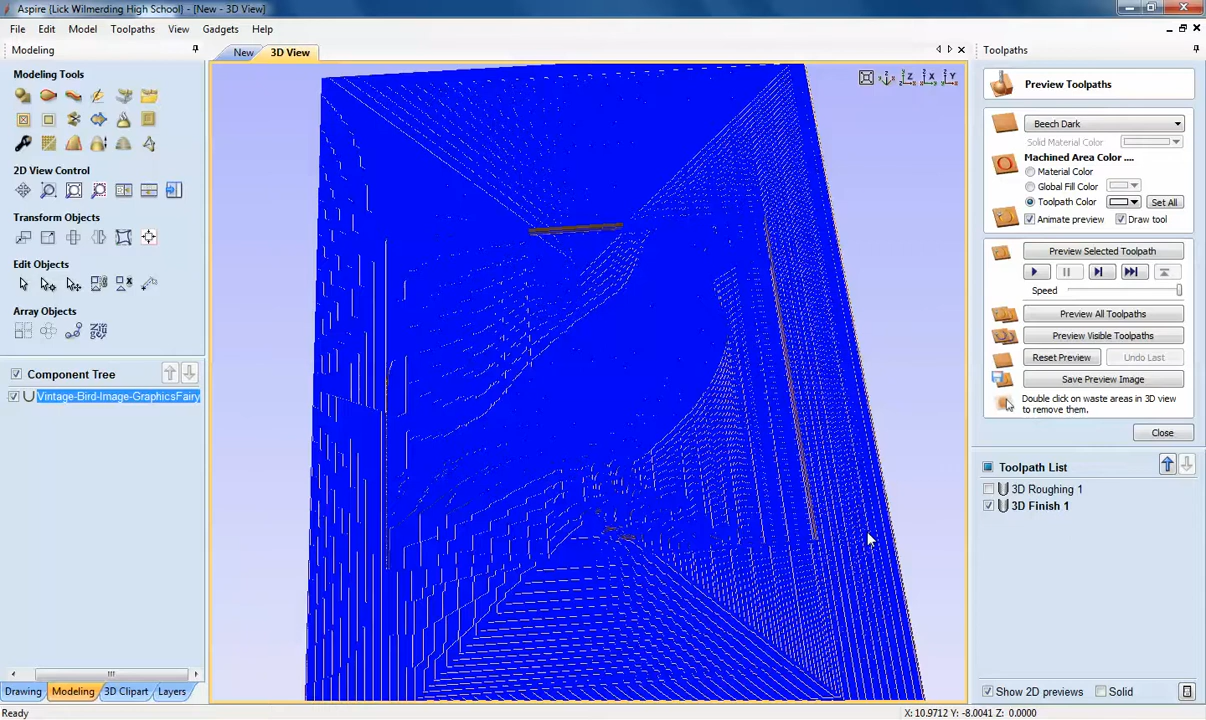 Aspire {Lick Wilmerding High School} - [New - 3D View]
File Edit Model Toolpaths View Gadgets Help
Modeling
New 3D View
Toolpaths
Modeling Tools
2D View Control
Transform Objects
Edit Objects
Array Objects
Component Tree
Vintage-Bird-Image-GraphicsFairy
Drawing Modeling 3D Clipart Layers
Z X Y
Preview Toolpaths
Beech Dark
Solid Material Color
Machined Area Color ....
Material Color
Global Fill Color
Toolpath Color Set All
Animate preview Draw tool
Preview Selected Toolpath
Speed
Preview All Toolpaths
Preview Visible Toolpaths
Reset Preview Undo Last
Save Preview Image
Double click on waste areas in 3D view
to remove them.
Close
Toolpath List
3D Roughing 1
3D Finish 1
Show 2D previews Solid
Ready
X: 10.9712 Y: -8.0041 Z: 0.0000